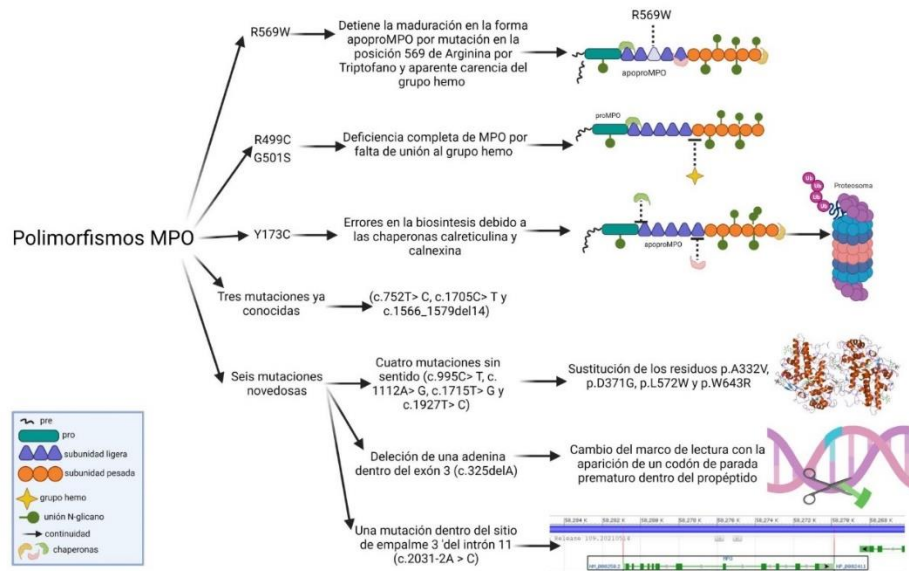 R569W
Detiene la maduración en la forma
apoproMPO por mutación en la
posición 569 de Arginina por
Triptofano y aparente carencia del
grupo hemo
R569W
apoproMPO
R499C
G501S
Deficiencia completa de MPO por
falta de unión al grupo hemo
proMPO
Polimorfismos MPO
Y173C
Errores en la biosintesis debido a
las chaperonas calreticulina y
calnexina
apoproMPO
Ub
Ub
Ub
Ub
Proteosoma
Tres mutaciones ya
conocidas
(c.752T> C, c.1705C> T y
c.1566_1579del14)
Seis mutaciones
novedosas
Cuatro mutaciones sin
sentido (c.995C> T, c.
1112A> G, c.1715T> G y
c.1927T> C)
Sustitución de los residuos p.A332V,
p.D371G, p.L572W y p.W643R
Deleción de una adenina
dentro del exón 3 (c.325delA)
Cambio del marco de lectura con la
aparición de un codón de parada
prematuro dentro del propéptido
Una mutación dentro del sitio
de empalme 3 'del intrón 11
(c.2031-2A > C)
pre
pro
subunidad ligera
subunidad pesada
grupo hemo
unión N-glicano
continuidad
chaperonas